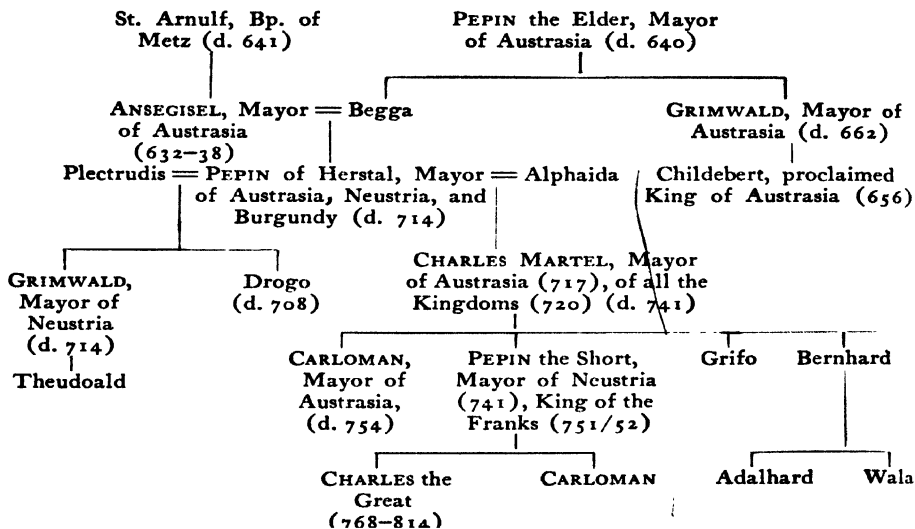 St. Arnulf, Bp. of
Metz (d. 641)
PEPIN the Elder, Mayor
of Austrasia (d. 640)
ANSEGISEL, Mayor = Begga
of Austrasia
(632–38)
GRIMWALD, Mayor of
Austrasia (d. 662)
Plectrudis = PEPIN of Herstal, Mayor = Alphaida
of Austrasia, Neustria, and
Burgundy (d. 714)
Childebert, proclaimed
King of Austrasia (656)
GRIMWALD,
Mayor of
Neustria
(d. 714)
Theudoald
Drogo
(d. 708)
CHARLES MARTEL, Mayor
of Austrasia (717), of all the
Kingdoms (720) (d. 741)
CARLOMAN,
Mayor of
Austrasia,
(d. 754)
PEPIN the Short,
Mayor of Neustria
(741), King of the
Franks (751/52)
Grifo
Bernhard
CHARLES the
Great
(768–814)
CARLOMAN
Adalhard
Wala